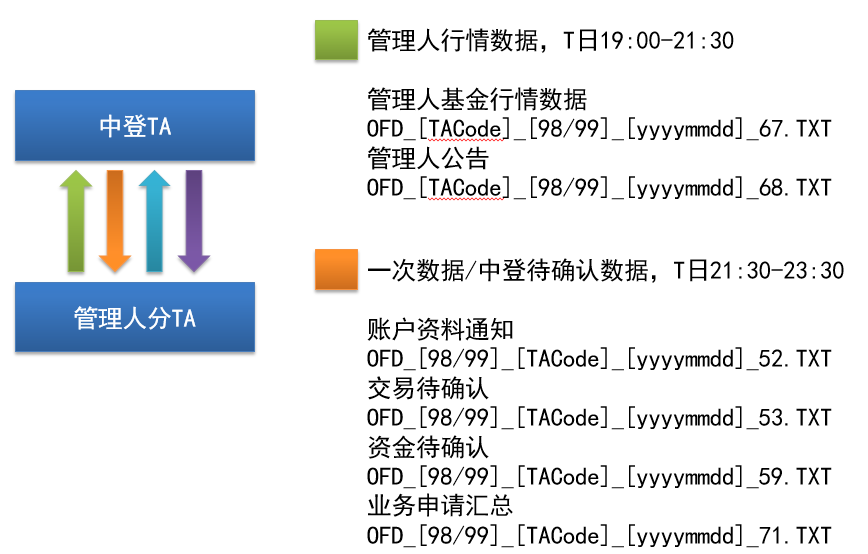 管理人行情数据，T日19:00-21:30
中登TA
管理人基金行情数据
OFD_[TACode]_[98/99]_[yyyymmdd]_67.TXT
管理人公告
OFD_[TACode]_[98/99]_[yyyymmdd]_68.TXT
管理人分TA
一次数据/中登待确认数据，T日21:30-23:30
账户资料通知
OFD_[98/99]_[TACode]_[yyyymmdd]_52.TXT
交易待确认
OFD_[98/99]_[TACode]_[yyyymmdd]_53.TXT
资金待确认
OFD_[98/99]_[TACode]_[yyyymmdd]_59.TXT
业务申请汇总
OFD_[98/99]_[TACode]_[yyyymmdd]_71.TXT